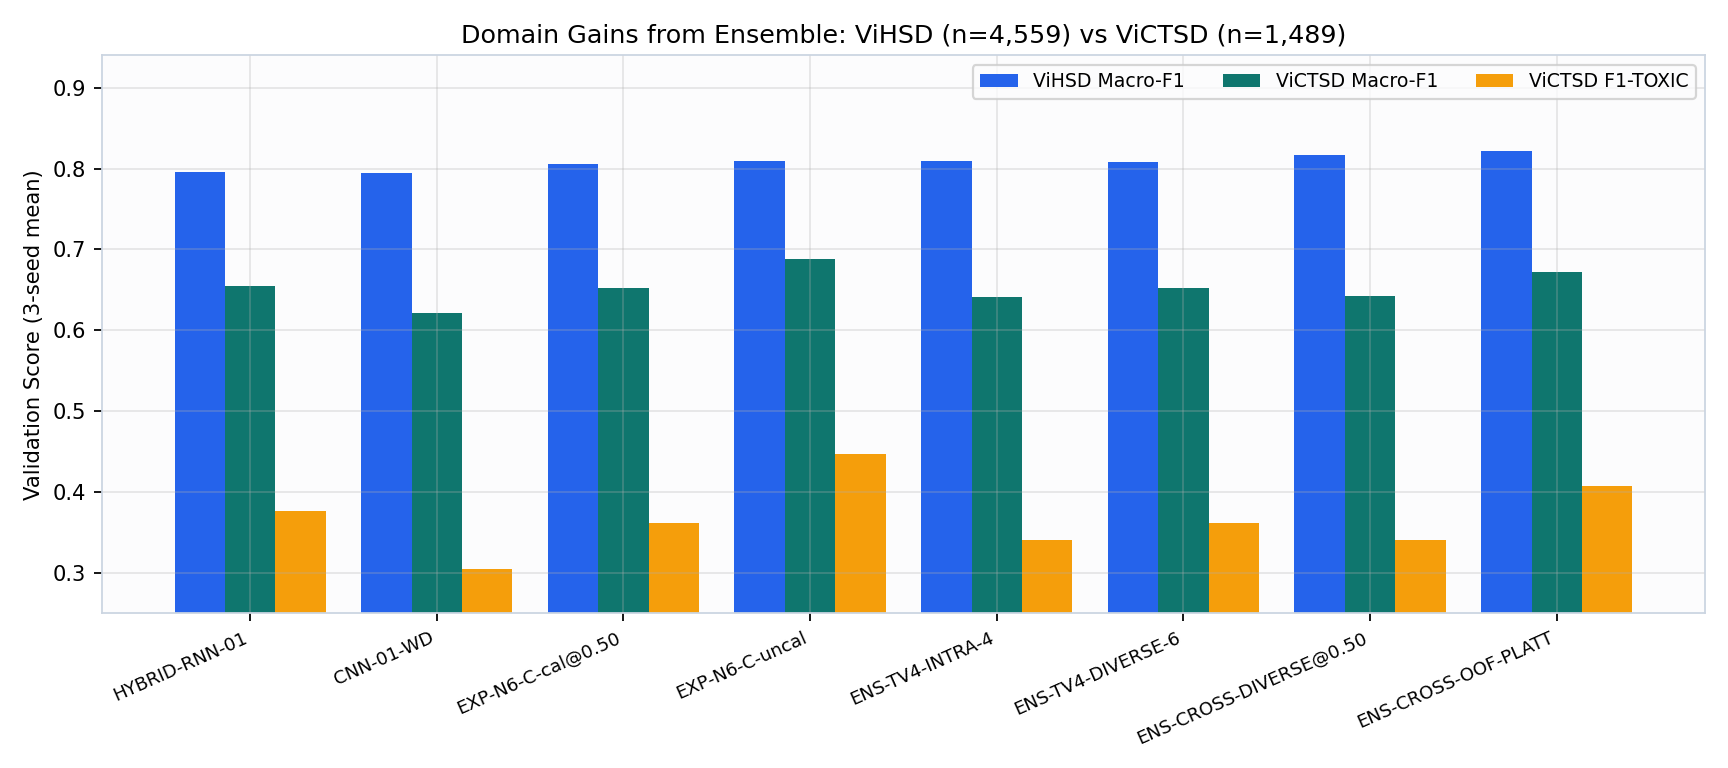 Domain Gains from Ensemble: ViHSD (n=4,559) vs ViCTSD (n=1,489)
ViHSD Macro-F1 ViCTSD Macro-F1 ViCTSD F1-TOXIC
Validation Score (3-seed mean)
0.9
0.8
0.7
0.6
0.5
0.4
0.3
HYBRID-RNN-01
CNN-01-WD
EXP-N6-C-cal@0.50
EXP-N6-C-uncal
ENS-TV4-INTRA-4
ENS-TV4-DIVERSE-6
ENS-CROSS-DIVERSE@0.50
ENS-CROSS-OOF-PLATT